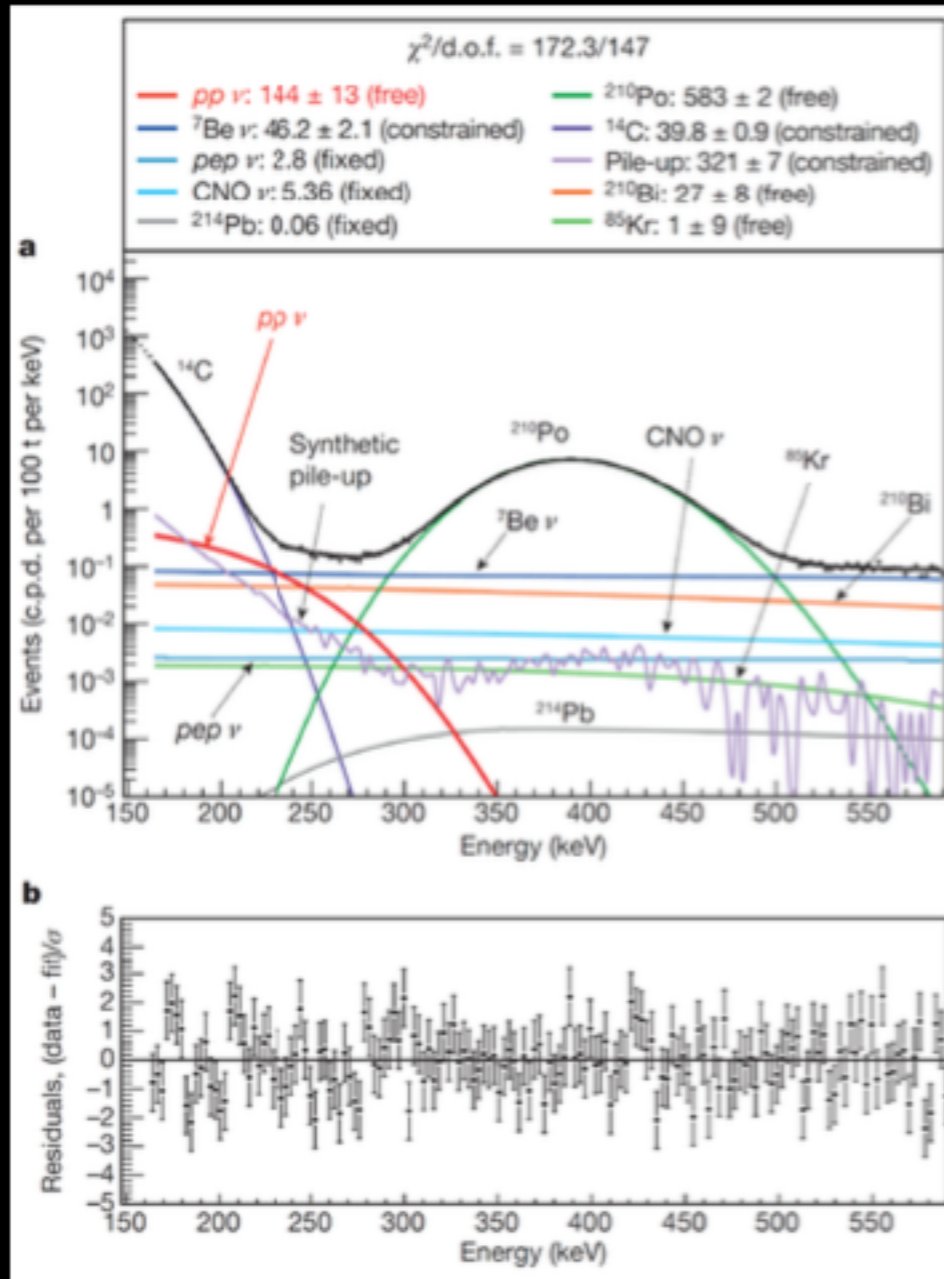 χ²/d.o.f. = 172.3/147
pp ν: 144 ± 13 (free)
⁷Be ν: 46.2 ± 2.1 (constrained)
pep ν: 2.8 (fixed)
CNO ν: 5.36 (fixed)
²¹⁴Pb: 0.06 (fixed)
²¹⁰Po: 583 ± 2 (free)
¹⁴C: 39.8 ± 0.9 (constrained)
Pile-up: 321 ± 7 (constrained)
²¹⁰Bi: 27 ± 8 (free)
⁸⁵Kr: 1 ± 9 (free)
a
Events (c.p.d. per 100 t per keV)
10⁴
10³
10²
10
1
10⁻¹
10⁻²
10⁻³
10⁻⁴
10⁻⁵
pp ν
¹⁴C
Synthetic
pile-up
²¹⁰Po
CNO ν
⁸⁵Kr
⁷Be ν
²¹⁰Bi
pep ν
²¹⁴Pb
150 200 250 300 350 400 450 500 550
Energy (keV)
b
Residuals, (data – fit)/σ
5
4
3
2
1
0
–1
–2
–3
–4
–5
150 200 250 300 350 400 450 500 550
Energy (keV)